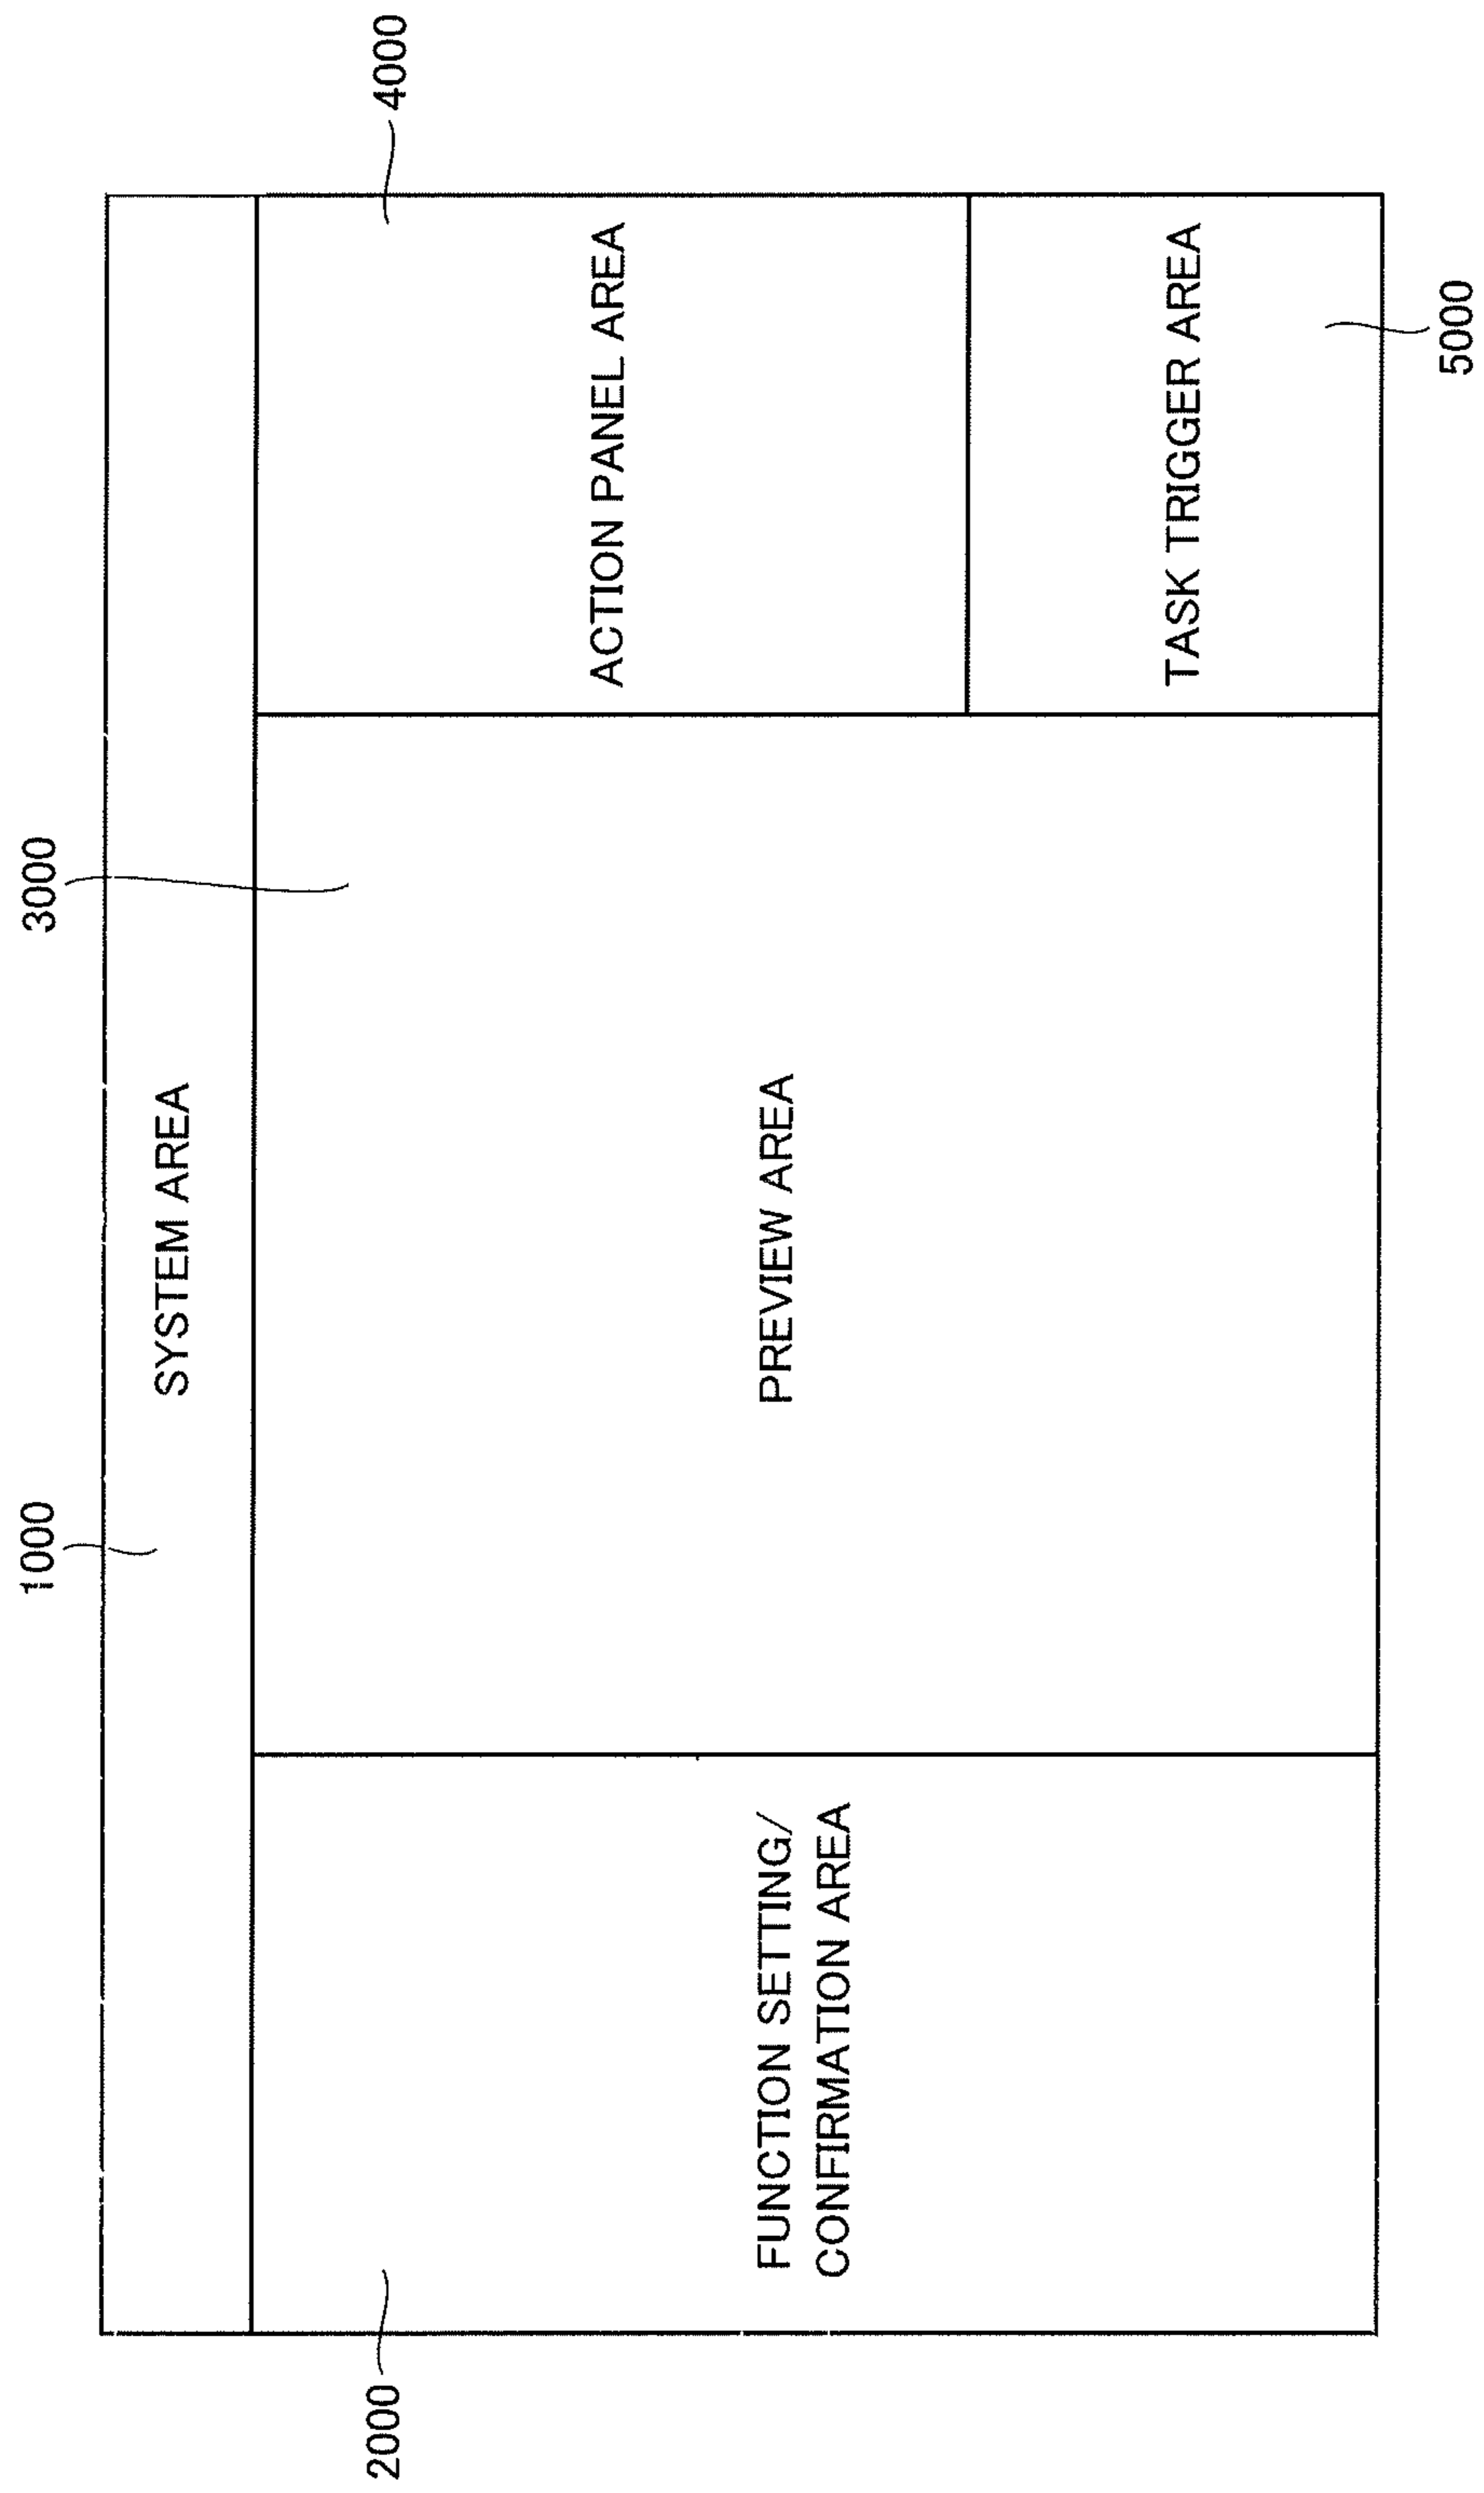 1000
3000
SYSTEM AREA
2000
4000
FUNCTION SETTING/
CONFIRMATION AREA
PREVIEW AREA
ACTION PANEL AREA
TASK TRIGGER AREA
5000